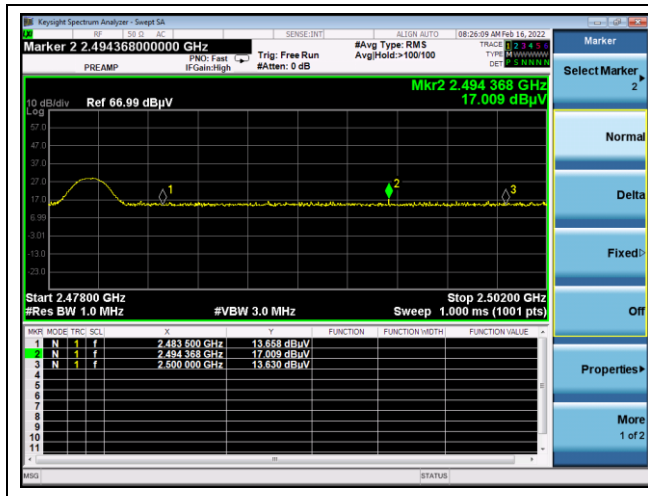 Keysight Spectrum Analyzer - Swept SA
LXI RF 50 Ω AC SENSE:INT ALIGN AUTO 08:26:09 AM Feb 16, 2022
Marker 2 2.494368000000 GHz
PREAMP
PNO: Fast
IFGain:High
Trig: Free Run
#Atten: 0 dB
#Avg Type: RMS
Avg|Hold:>100/100
TRACE 1 2 3 4 5 6
TYPE MWWWWW
DET P S N N N N
Mkr2 2.494 368 GHz
17.009 dBµV
10 dB/div Ref 66.99 dBµV
Log
57.0
47.0
37.0
27.0
17.0
6.99
-3.01
-13.0
-23.0
1
2
3
Start 2.47800 GHz Stop 2.50200 GHz
#Res BW 1.0 MHz #VBW 3.0 MHz Sweep 1.000 ms (1001 pts)
MKR MODE TRC SCL X Y FUNCTION FUNCTION WIDTH FUNCTION VALUE
1 N 1 f 2.483 500 GHz 13.658 dBuV
2 N 1 f 2.494 368 GHz 17.009 dBuV
3 N 1 f 2.500 000 GHz 13.630 dBuV
4
5
6
7
8
9
10
11
MSG STATUS
Marker
Select Marker
2
Normal
Delta
Fixed
Off
Properties
More
1 of 2